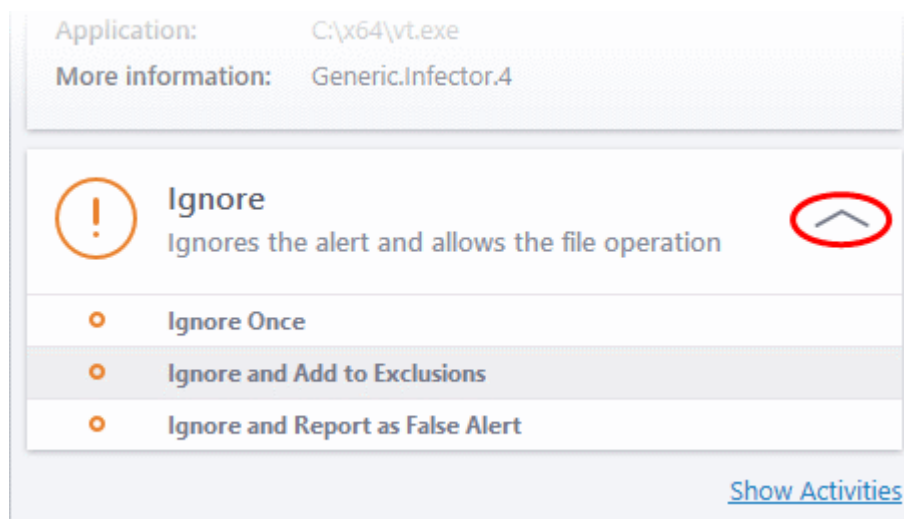 Application: C:\x64\vt.exe
More information: Generic.Infector.4
Ignore
Ignores the alert and allows the file operation
Ignore Once
Ignore and Add to Exclusions
Ignore and Report as False Alert
Show Activities